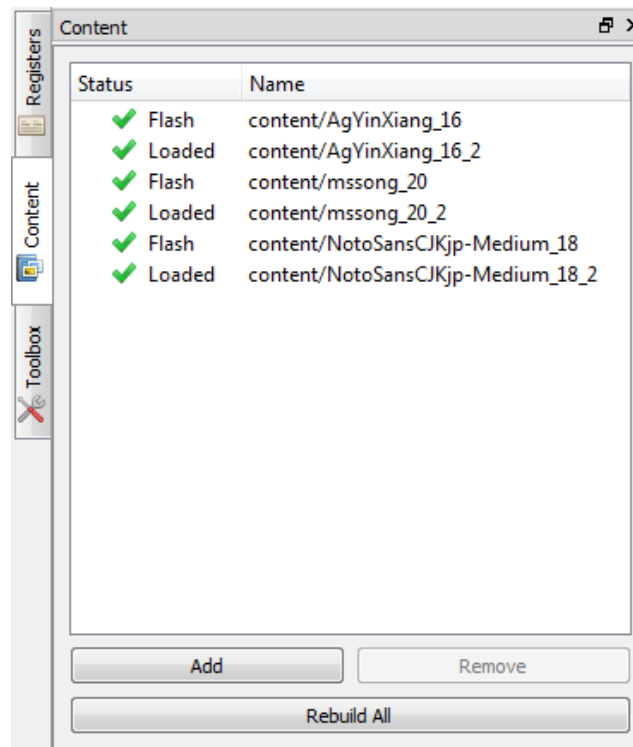 Registers
Content
Toolbox
Content
Status Name
Flash content/AgYinXiang_16
Loaded content/AgYinXiang_16_2
Flash content/mssong_20
Loaded content/mssong_20_2
Flash content/NotoSansCJKjp-Medium_18
Loaded content/NotoSansCJKjp-Medium_18_2
Add Remove
Rebuild All